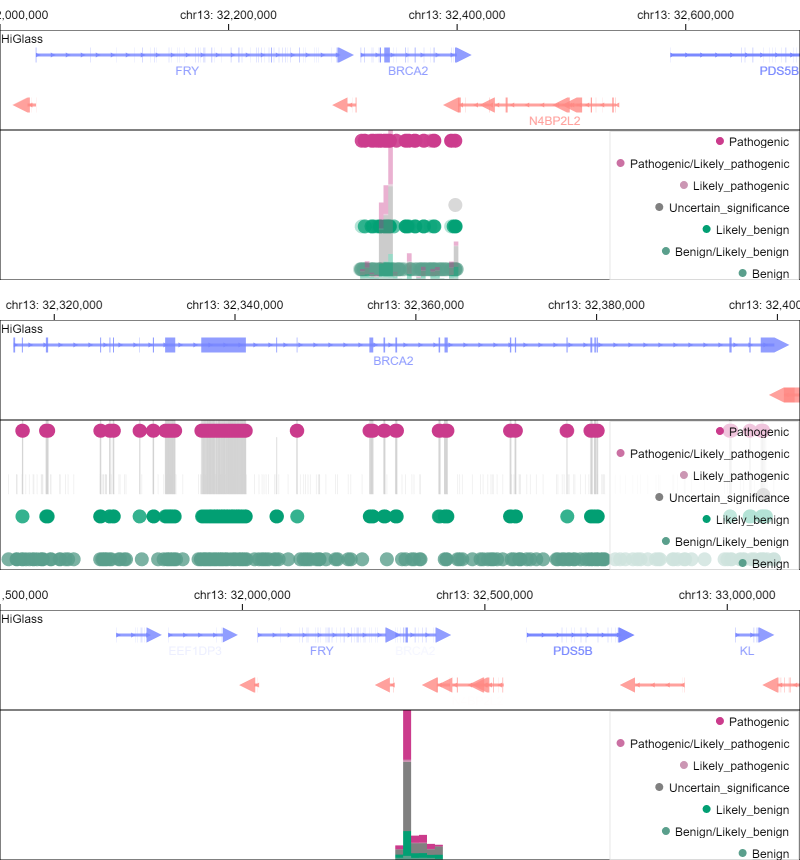 2,000,000 chr13: 32,200,000 chr13: 32,400,000 chr13: 32,600,000
HiGlass
FRY BRCA2 PDS5B
N4BP2L2
Pathogenic
Pathogenic/Likely_pathogenic
Likely_pathogenic
Uncertain_significance
Likely_benign
Benign/Likely_benign
Benign
chr13: 32,320,000 chr13: 32,340,000 chr13: 32,360,000 chr13: 32,380,000 chr13: 32,400
HiGlass
BRCA2
Pathogenic
Pathogenic/Likely_pathogenic
Likely_pathogenic
Uncertain_significance
Likely_benign
Benign/Likely_benign
Benign
,500,000 chr13: 32,000,000 chr13: 32,500,000 chr13: 33,000,000
HiGlass
EEF1DP3 FRY BRCA2 PDS5B KL
Pathogenic
Pathogenic/Likely_pathogenic
Likely_pathogenic
Uncertain_significance
Likely_benign
Benign/Likely_benign
Benign